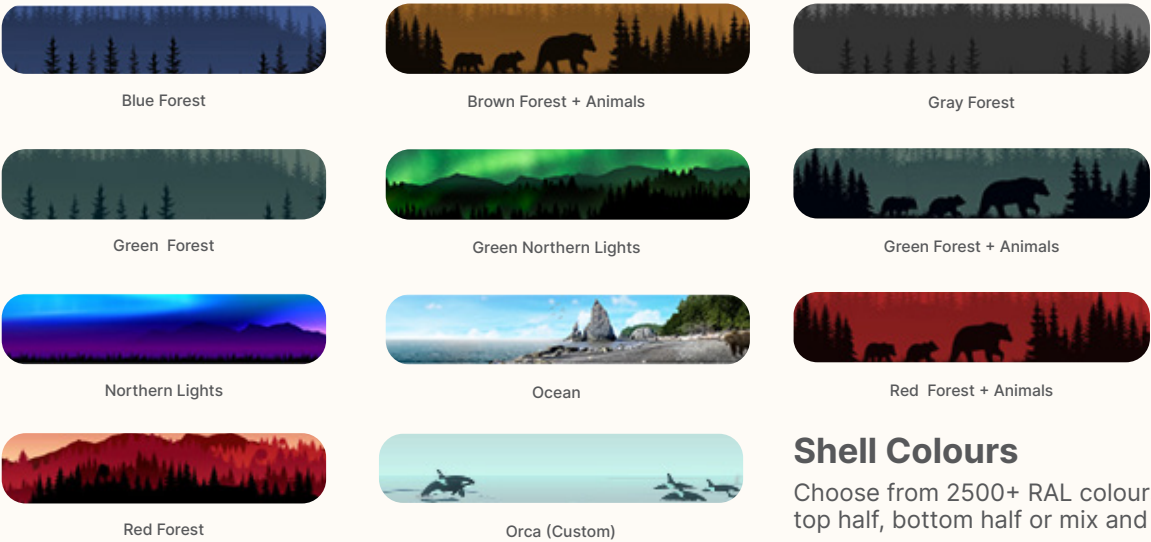 Blue Forest
Brown Forest + Animals
Gray Forest
Green  Forest
Green Northern Lights
Green Forest + Animals
Northern Lights
Ocean
Red  Forest + Animals
Red Forest
Orca (Custom)
Shell Colours
Choose from 2500+ RAL colour
top half, bottom half or mix and